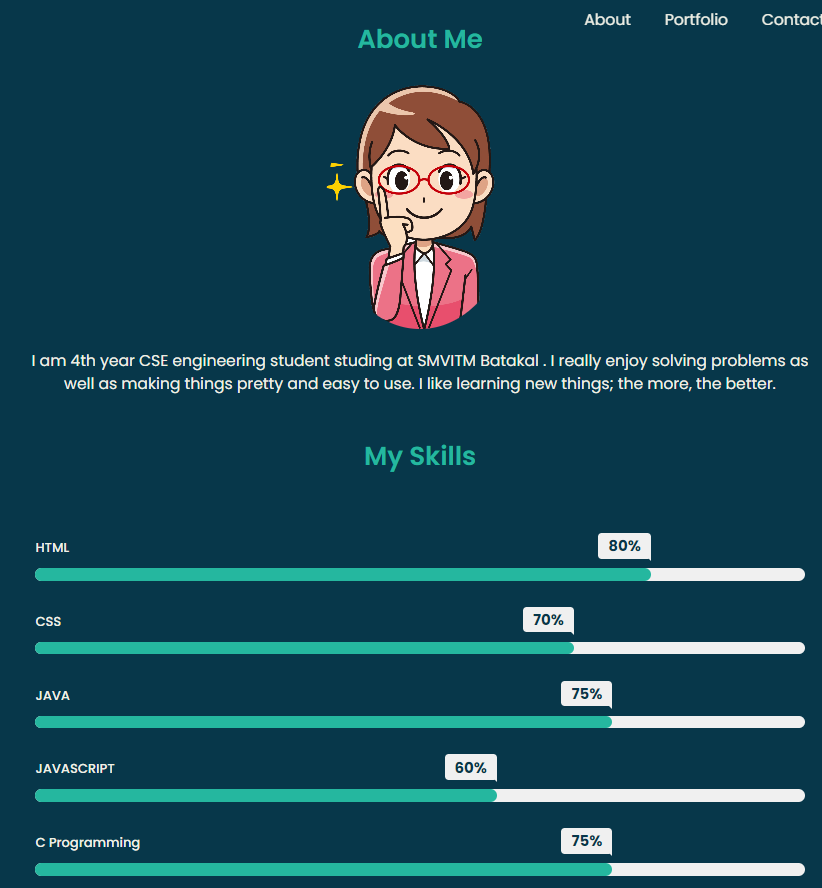 About Portfolio Contact
About Me
I am 4th year CSE engineering student studing at SMVITM Batakal . I really enjoy solving problems as
well as making things pretty and easy to use. I like learning new things; the more, the better.
My Skills
80%
HTML
70%
CSS
75%
JAVA
60%
JAVASCRIPT
75%
C Programming